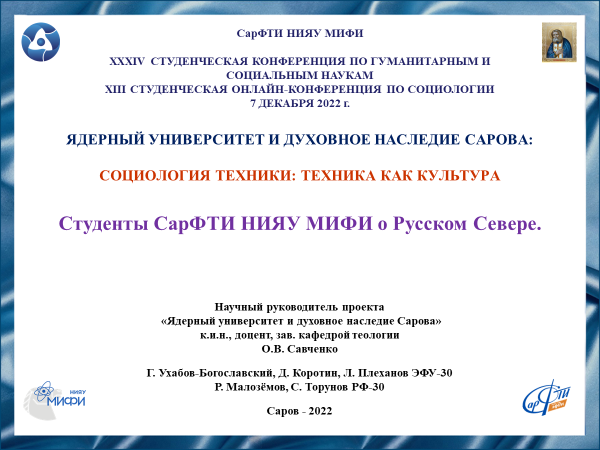 СарФТИ НИЯУ МИФИ
XXXIV СТУДЕНЧЕСКАЯ КОНФЕРЕНЦИЯ ПО ГУМАНИТАРНЫМ И
СОЦИАЛЬНЫМ НАУКАМ
XIII СТУДЕНЧЕСКАЯ ОНЛАЙН-КОНФЕРЕНЦИЯ ПО СОЦИОЛОГИИ
7 ДЕКАБРЯ 2022 г.
ЯДЕРНЫЙ УНИВЕРСИТЕТ И ДУХОВНОЕ НАСЛЕДИЕ САРОВА:
СОЦИОЛОГИЯ ТЕХНИКИ: ТЕХНИКА КАК КУЛЬТУРА
Студенты СарФТИ НИЯУ МИФИ о Русском Севере.
Научный руководитель проекта
«Ядерный университет и духовное наследие Сарова»
к.и.н., доцент, зав. кафедрой теологии
О.В. Савченко
Г. Ухабов-Богославский, Д. Коротин, Л. Плеханов ЭФУ-30
Р. Малозёмов, С. Торунов РФ-30
Саров - 2022
НИЯУ
МИФИ
СарФТИ